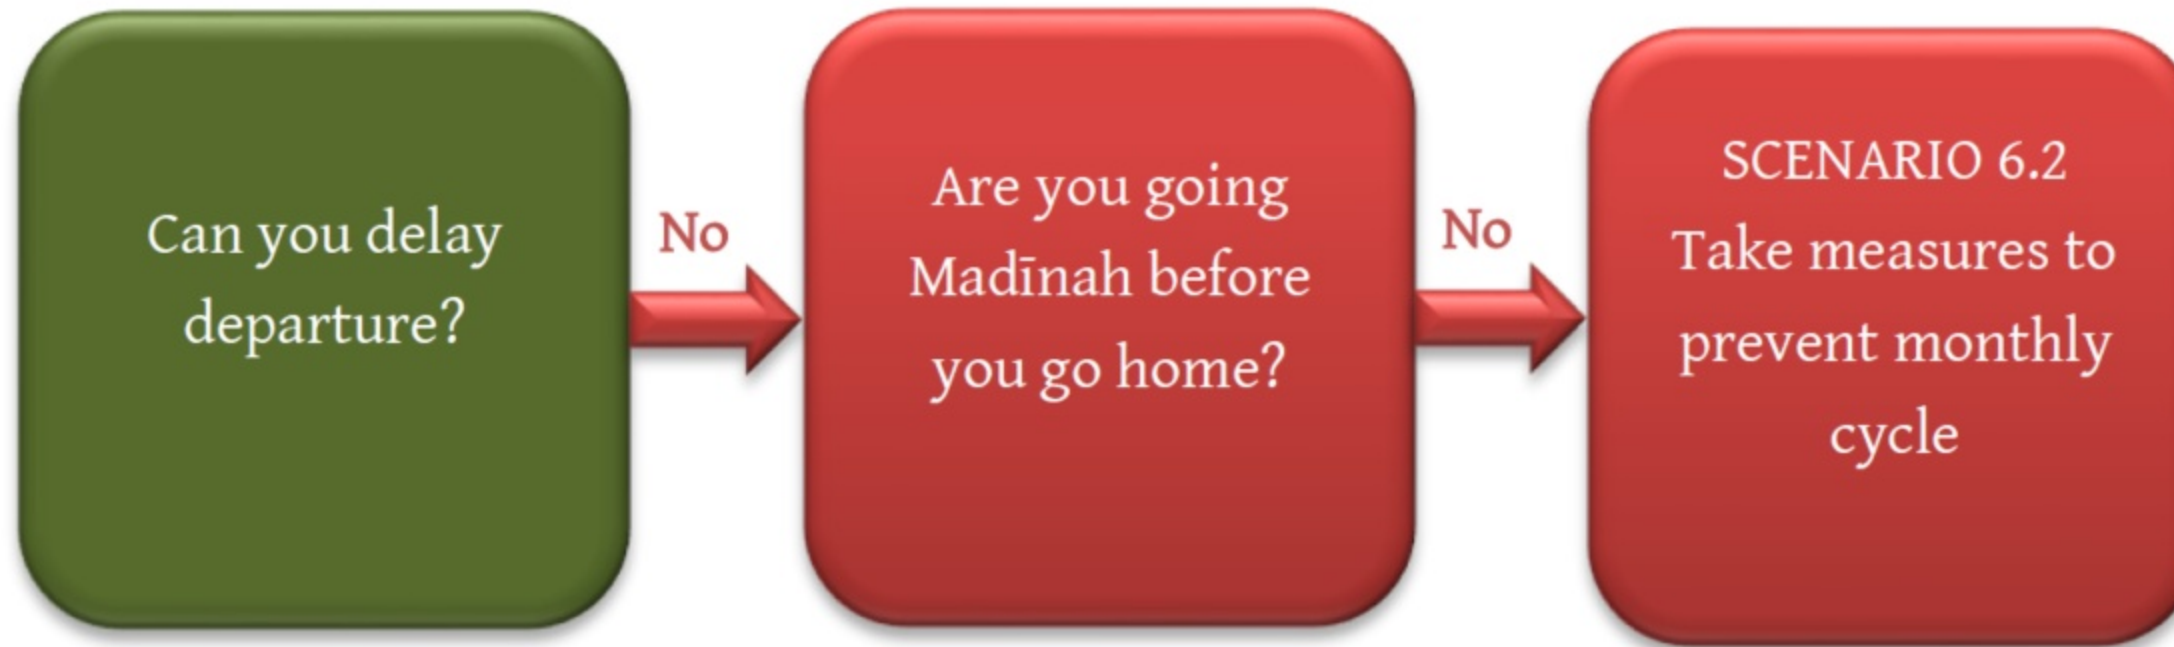 Can you delay
departure?
No
Are you going
Madīnah before
you go home?
No
SCENARIO 6.2
Take measures to
prevent monthly
cycle